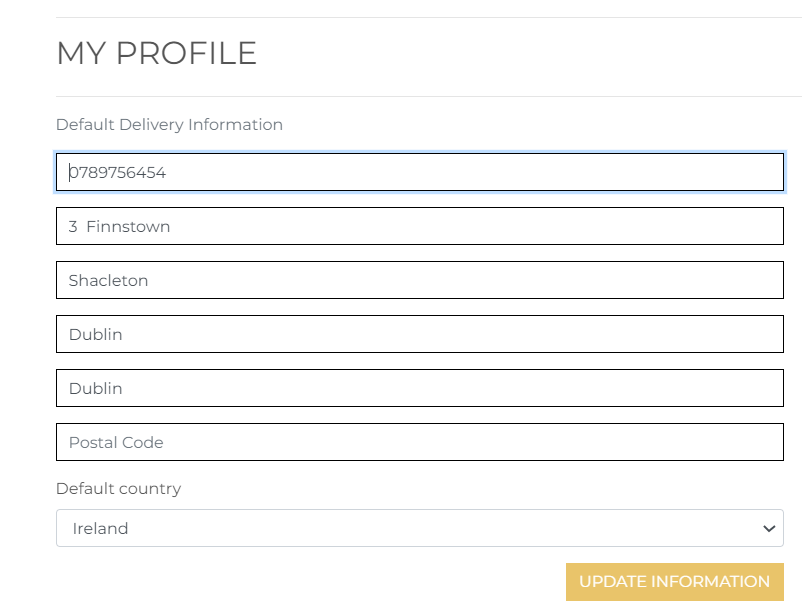 MY PROFILE
Default Delivery Information
0789756454
3  Finnstown
Shacleton
Dublin
Dublin
Postal Code
Default country
Ireland
UPDATE INFORMATION